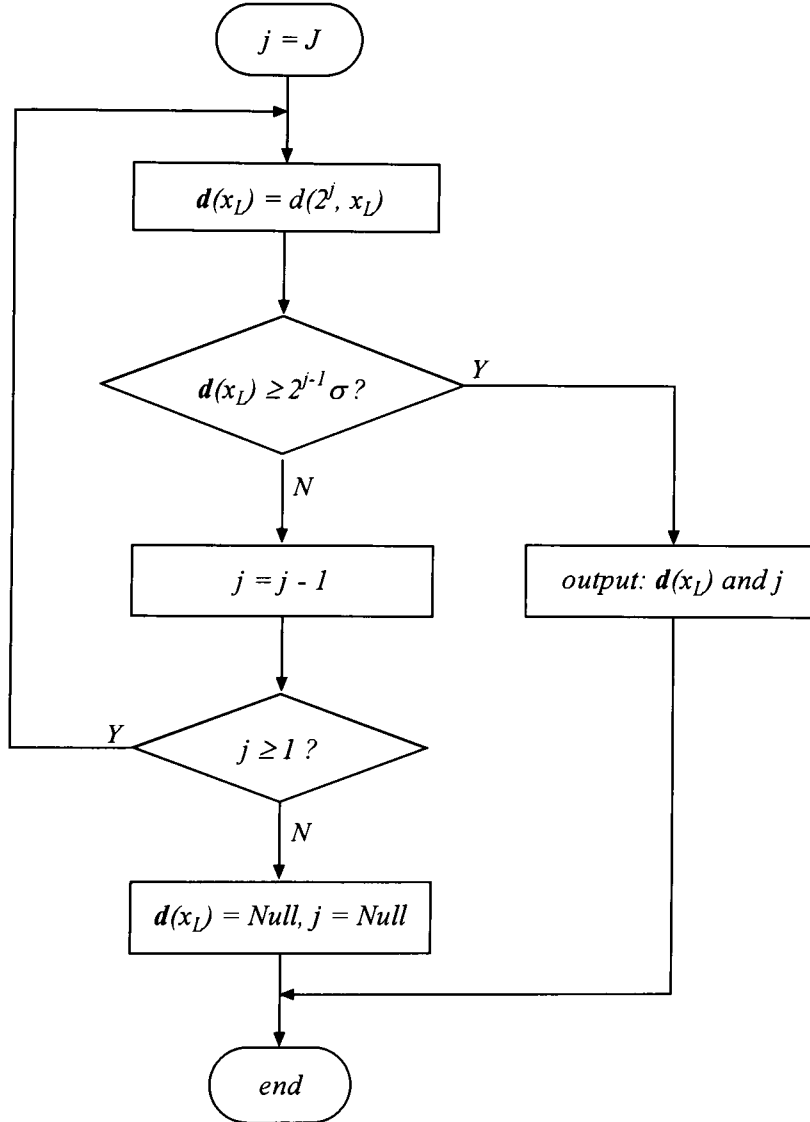 j = J
d(x_L) = d(2^j, x_L)
d(x_L) ≥ 2^{j-1} σ ?
Y
N
j = j - 1
output: d(x_L) and j
j ≥ 1 ?
Y
N
d(x_L) = Null, j = Null
end